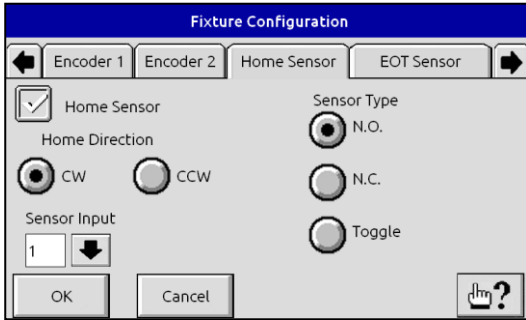 Fixture Configuration
Encoder 1 Encoder 2 Home Sensor EOT Sensor
Home Sensor
Sensor Type
N.O.
Home Direction
CW CCW
N.C.
Sensor Input
1
Toggle
OK Cancel ?